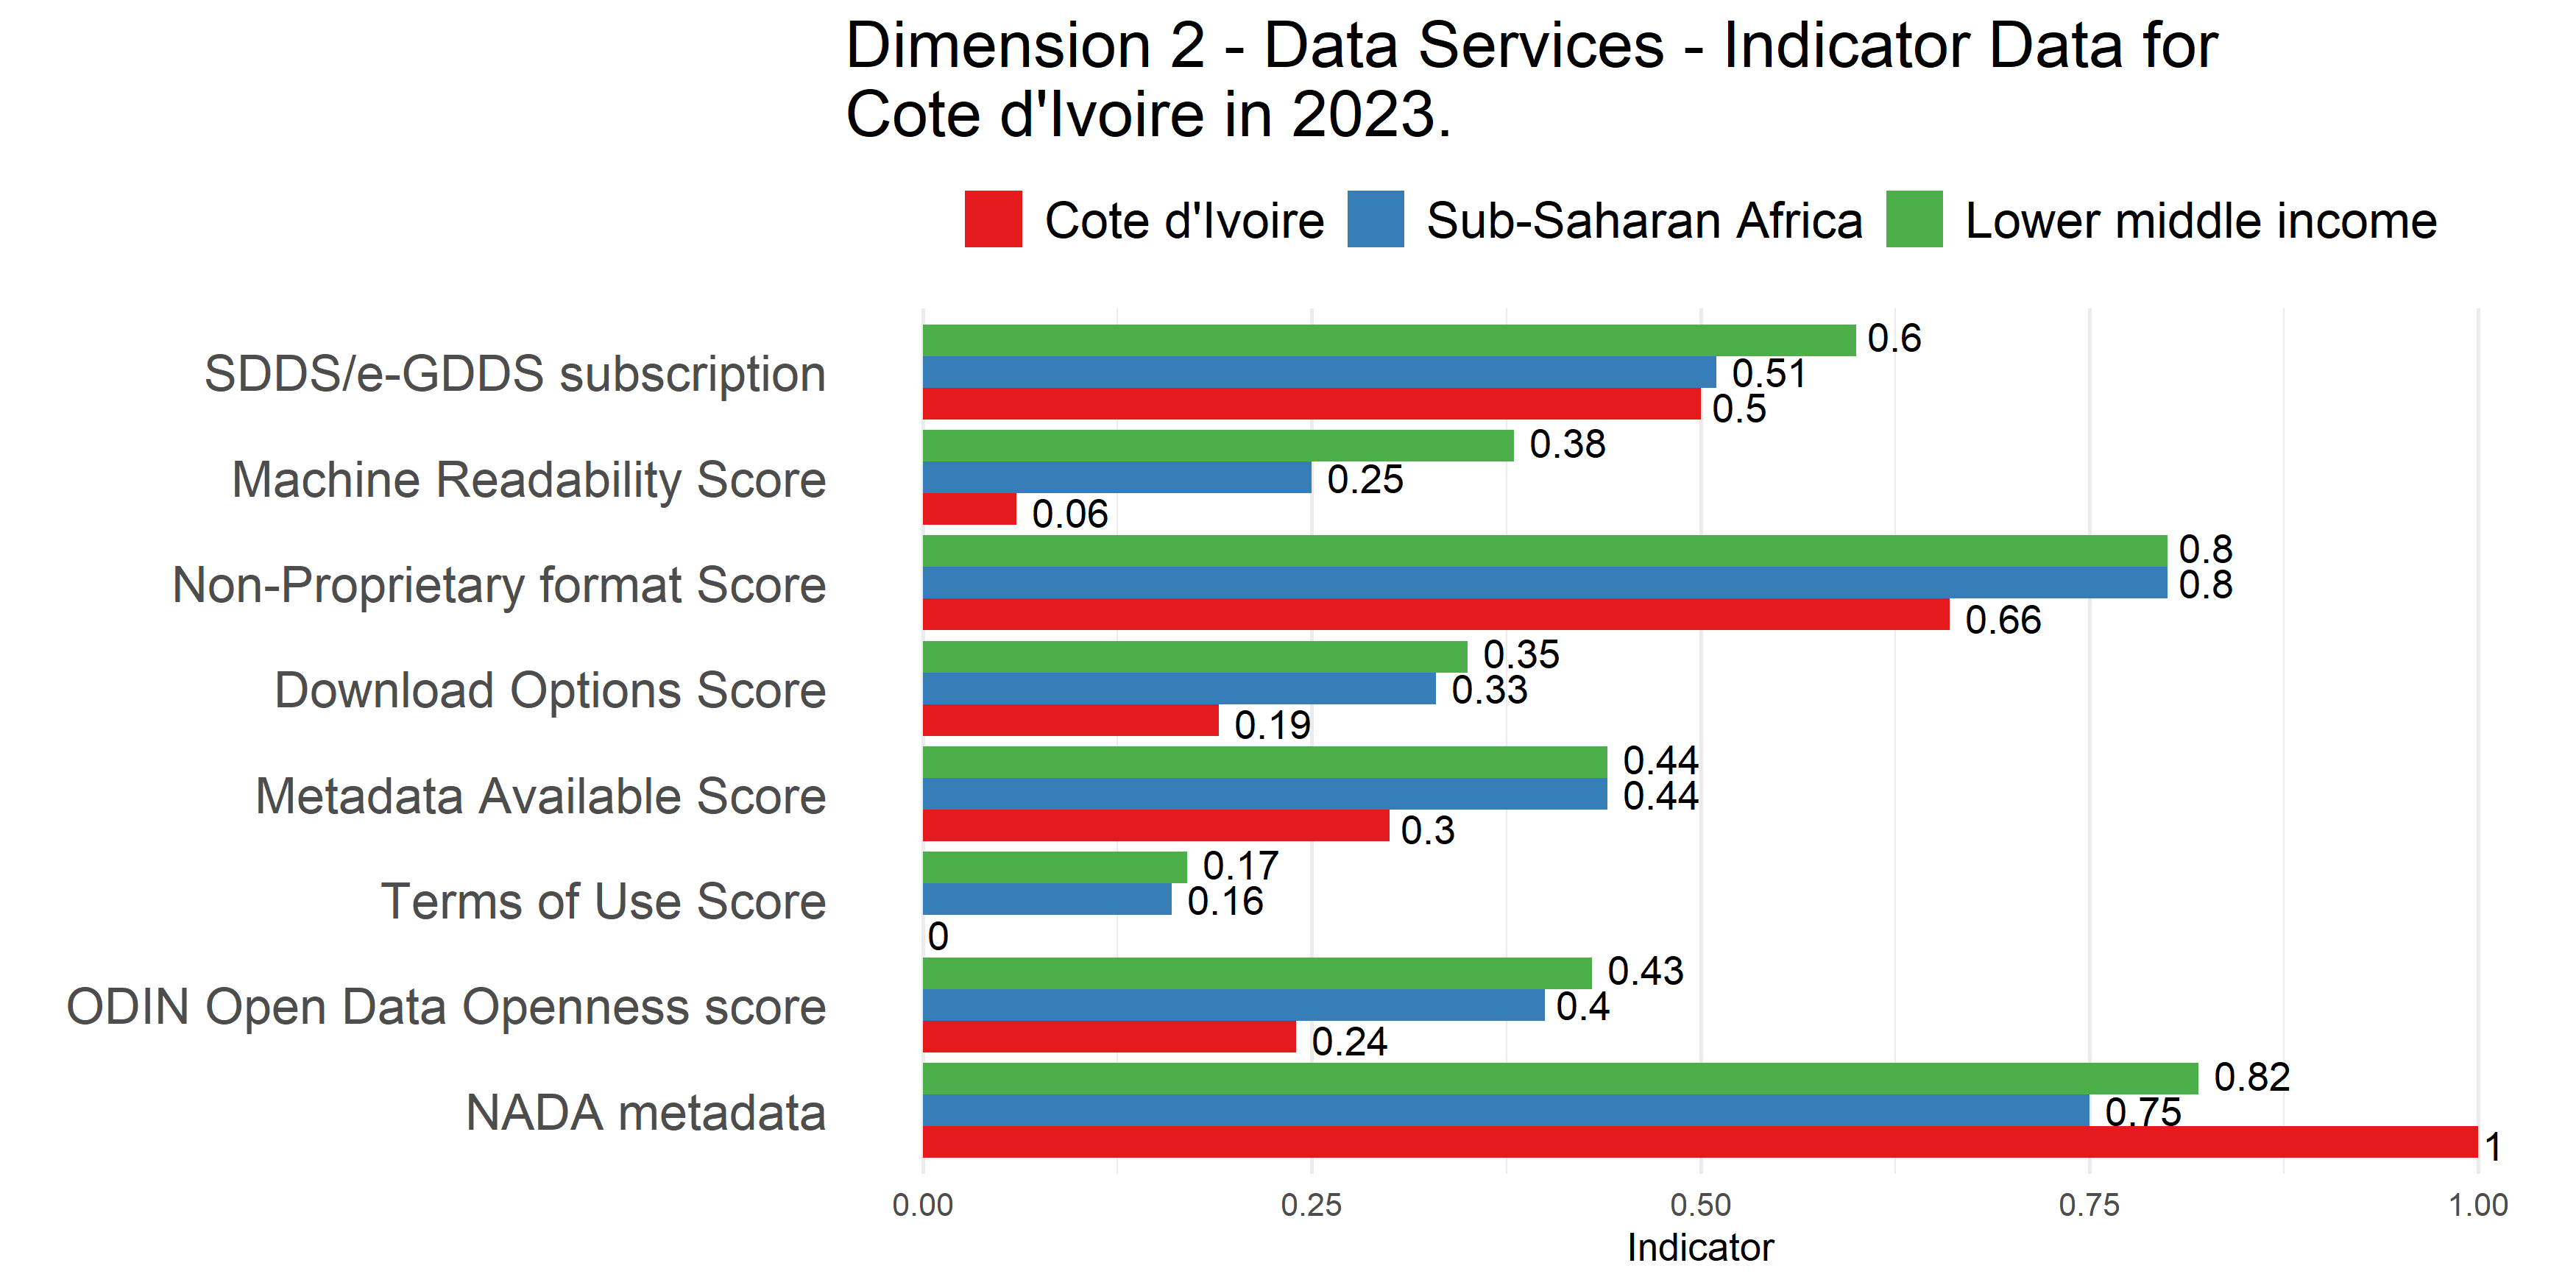 Dimension 2 - Data Services - Indicator Data for
Cote d'Ivoire in 2023.
Cote d'Ivoire Sub-Saharan Africa Lower middle income
SDDS/e-GDDS subscription
0.6
0.51
0.5
Machine Readability Score
0.38
0.25
0.06
Non-Proprietary format Score
0.8
0.8
0.66
Download Options Score
0.35
0.33
0.19
Metadata Available Score
0.44
0.44
0.3
Terms of Use Score
0.17
0.16
0
ODIN Open Data Openness score
0.43
0.4
0.24
NADA metadata
0.82
0.75
1
0.00 0.25 0.50 0.75 1.00
Indicator